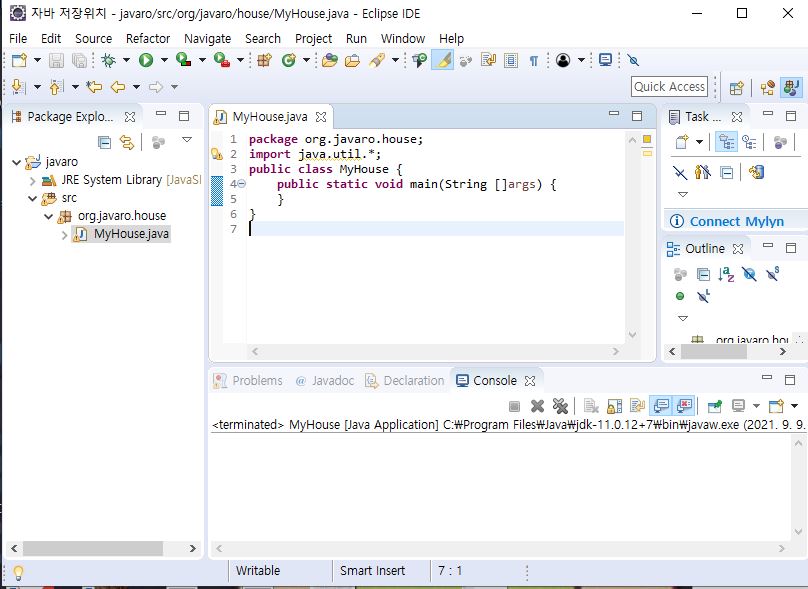 자바 저장위치 - javaro/src/org/javaro/house/MyHouse.java - Eclipse IDE
File Edit Source Refactor Navigate Search Project Run Window Help
Quick Access
Package Explo...
javaro
JRE System Library [JavaSI
src
org.javaro.house
MyHouse.java
MyHouse.java
1 package org.javaro.house;
2 import java.util.*;
3 public class MyHouse {
4 public static void main(String []args) {
5 }
6 }
7
Task ...
Connect Mylyn
Outline
org.javaro.hou
Problems @ Javadoc Declaration Console
<terminated> MyHouse [Java Application] C:₩Program Files₩Java₩jdk-11.0.12+7₩bin₩javaw.exe (2021. 9. 9.
Writable Smart Insert 7 : 1